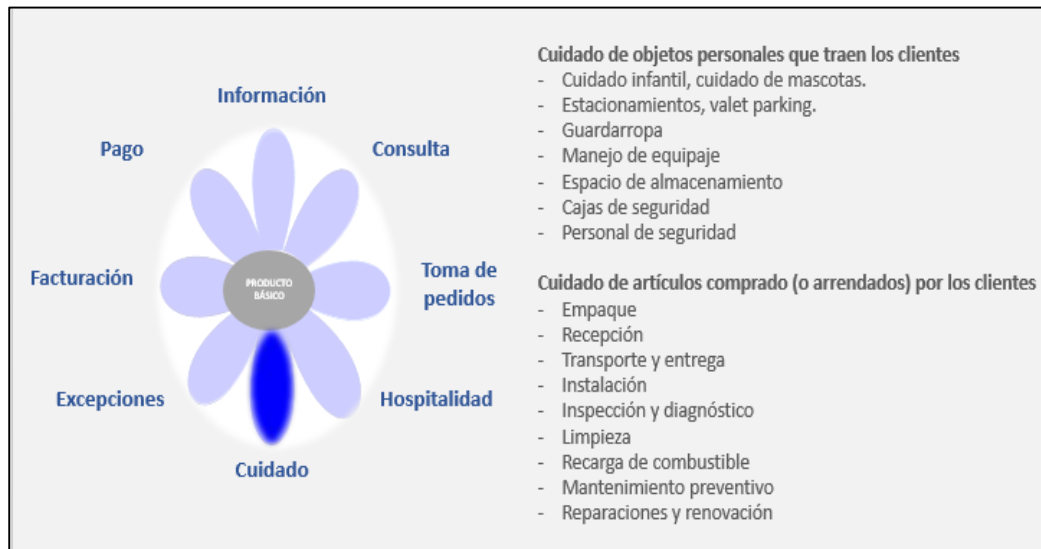 Información
Pago
Consulta
Facturación
PRODUCTO
BÁSICO
Toma de
pedidos
Excepciones
Hospitalidad
Cuidado
Cuidado de objetos personales que traen los clientes
- Cuidado infantil, cuidado de mascotas.
- Estacionamientos, valet parking.
- Guardarropa
- Manejo de equipaje
- Espacio de almacenamiento
- Cajas de seguridad
- Personal de seguridad
Cuidado de artículos comprado (o arrendados) por los clientes
- Empaque
- Recepción
- Transporte y entrega
- Instalación
- Inspección y diagnóstico
- Limpieza
- Recarga de combustible
- Mantenimiento preventivo
- Reparaciones y renovación